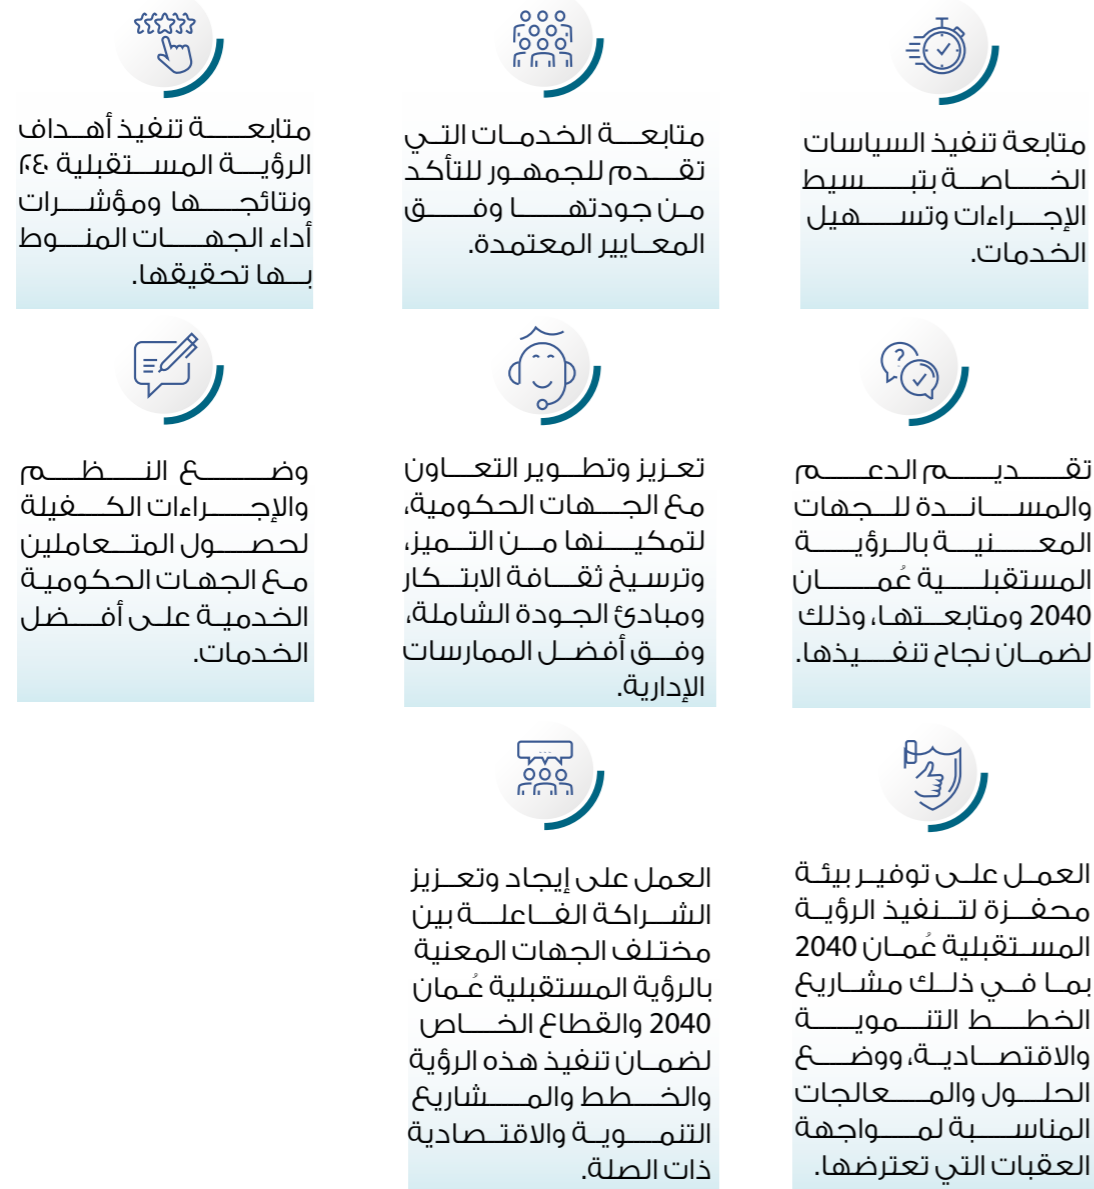 متابعة تنفيذ السياسات
الخاصة بتبسيط
الإجراءات وتسهيل
الخدمات.
متابعة الخدمات التي
تقدم للجمهور للتأكد
من جودتها وفق
المعايير المعتمدة.
متابعة تنفيذ أهداف
الرؤية المستقبلية ٢٠٤٠
ونتائجها ومؤشرات
أداء الجهات المنوط
بها تحقيقها.
تقديم الدعم
والمساندة للجهات
المعنية بالرؤية
المستقبلية عُمان
2040 ومتابعتها، وذلك
لضمان نجاح تنفيذها.
تعزيز وتطوير التعاون
مع الجهات الحكومية،
لتمكينها من التميز،
وترسيخ ثقافة الابتكار
ومبادئ الجودة الشاملة،
وفق أفضل الممارسات
الإدارية.
وضع النظم
والإجراءات الكفيلة
لحصول المتعاملين
مع الجهات الحكومية
الخدمية على أفضل
الخدمات.
العمل على توفير بيئة
محفزة لتنفيذ الرؤية
المستقبلية عُمان 2040
بما في ذلك مشاريع
الخطط التنموية
والاقتصادية، ووضع
الحلول والمعالجات
المناسبة لمواجهة
العقبات التي تعترضها.
العمل على إيجاد وتعزيز
الشراكة الفاعلة بين
مختلف الجهات المعنية
بالرؤية المستقبلية عُمان
2040 والقطاع الخاص
لضمان تنفيذ هذه الرؤية
والخطط والمشاريع
التنموية والاقتصادية
ذات الصلة.